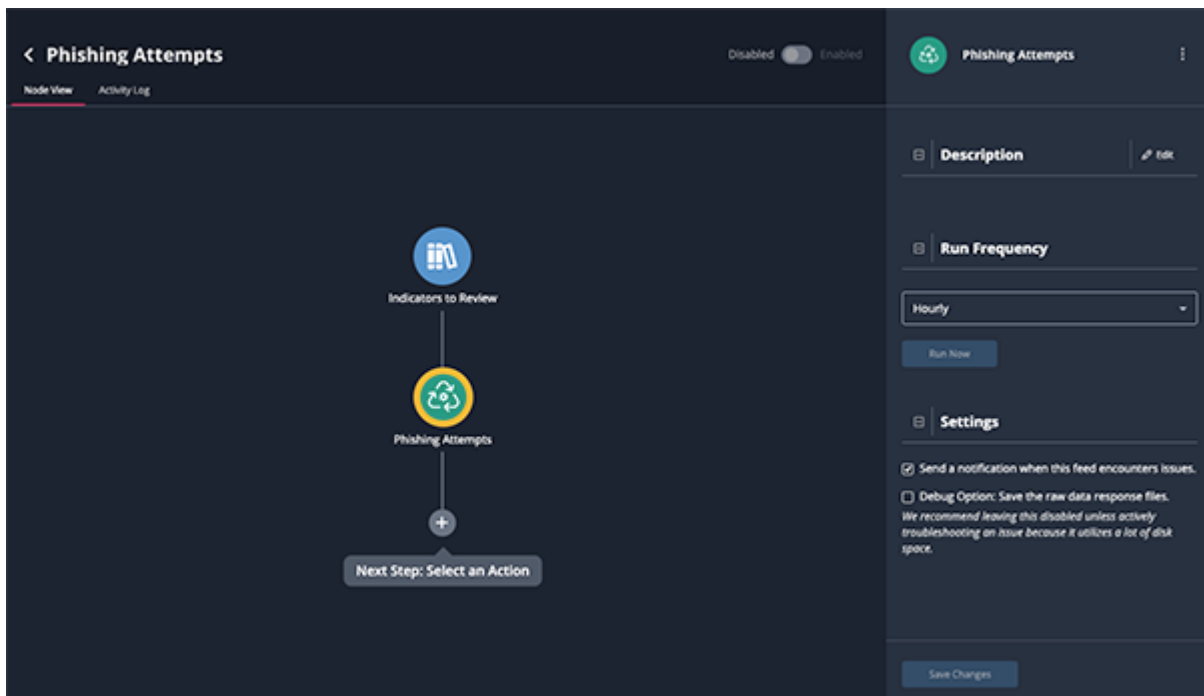 Phishing Attempts
Disabled Enabled
Node View Activity Log
Indicators to Review
Phishing Attempts
Next Step: Select an Action
Phishing Attempts
Description
Edit
Run Frequency
Hourly
Run Now
Settings
Send a notification when this feed encounters issues.
Debug Option: Save the raw data response files.
We recommend leaving this disabled unless actively
troubleshooting an issue because it utilizes a lot of disk
space.
Save Changes